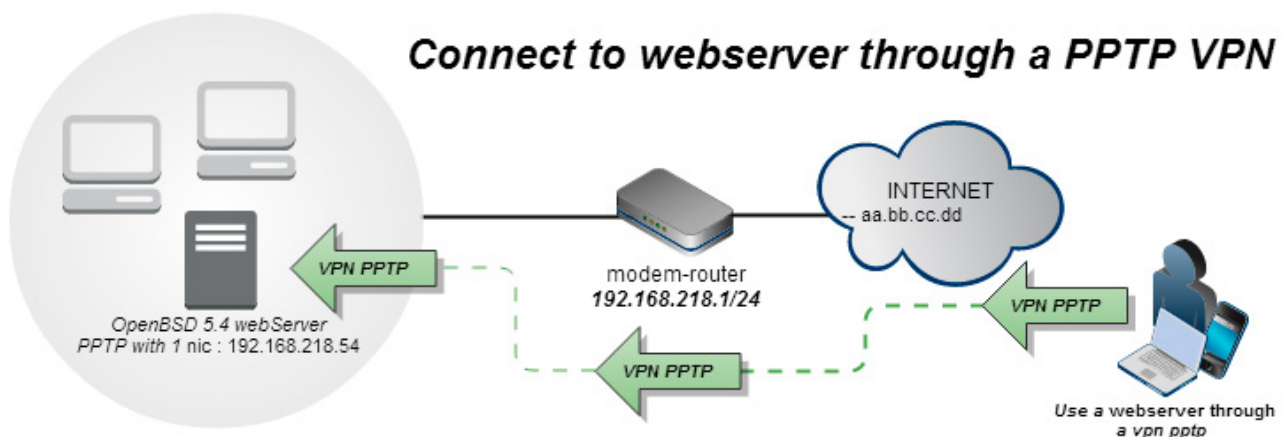 Connect to webserver through a PPTP VPN
INTERNET
-- aa.bb.cc.dd
VPN PPTP
modem-router
192.168.218.1/24
VPN PPTP
OpenBSD 5.4 webServer
PPTP with 1 nic : 192.168.218.54
VPN PPTP
Use a webserver through
a vpn pptp